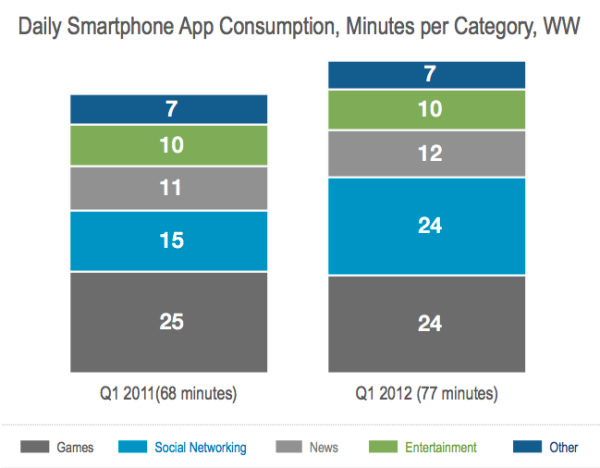 Daily Smartphone App Consumption, Minutes per Category, WW
7
10
11
15
25
7
10
12
24
24
Q1 2011(68 minutes)
Q1 2012 (77 minutes)
Games
Social Networking
News
Entertainment
Other